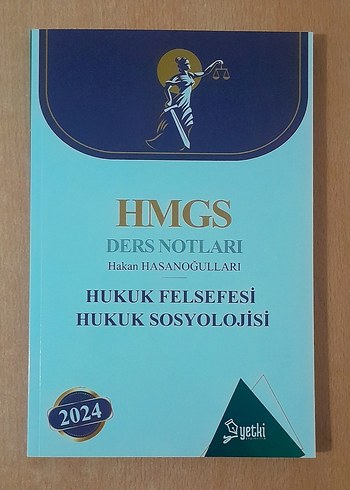 HMGS
DERS NOTLARI
Hakan HASANOĞULLARI
HUKUK FELSEFESİ
HUKUK SOSYOLOJİSİ
2024
yetki